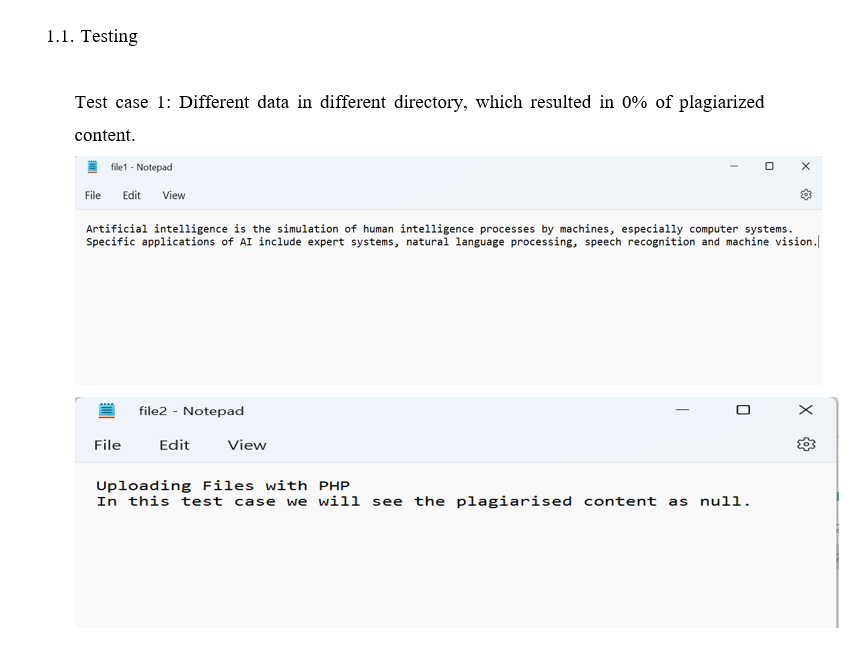 1.1. Testing
Test case 1: Different data in different directory, which resulted in 0% of plagiarized
content.
file1 - Notepad
File Edit View
Artificial intelligence is the simulation of human intelligence processes by machines, especially computer systems.
Specific applications of AI include expert systems, natural language processing, speech recognition and machine vision.
file2 - Notepad
File Edit View
Uploading Files with PHP
In this test case we will see the plagiarised content as null.